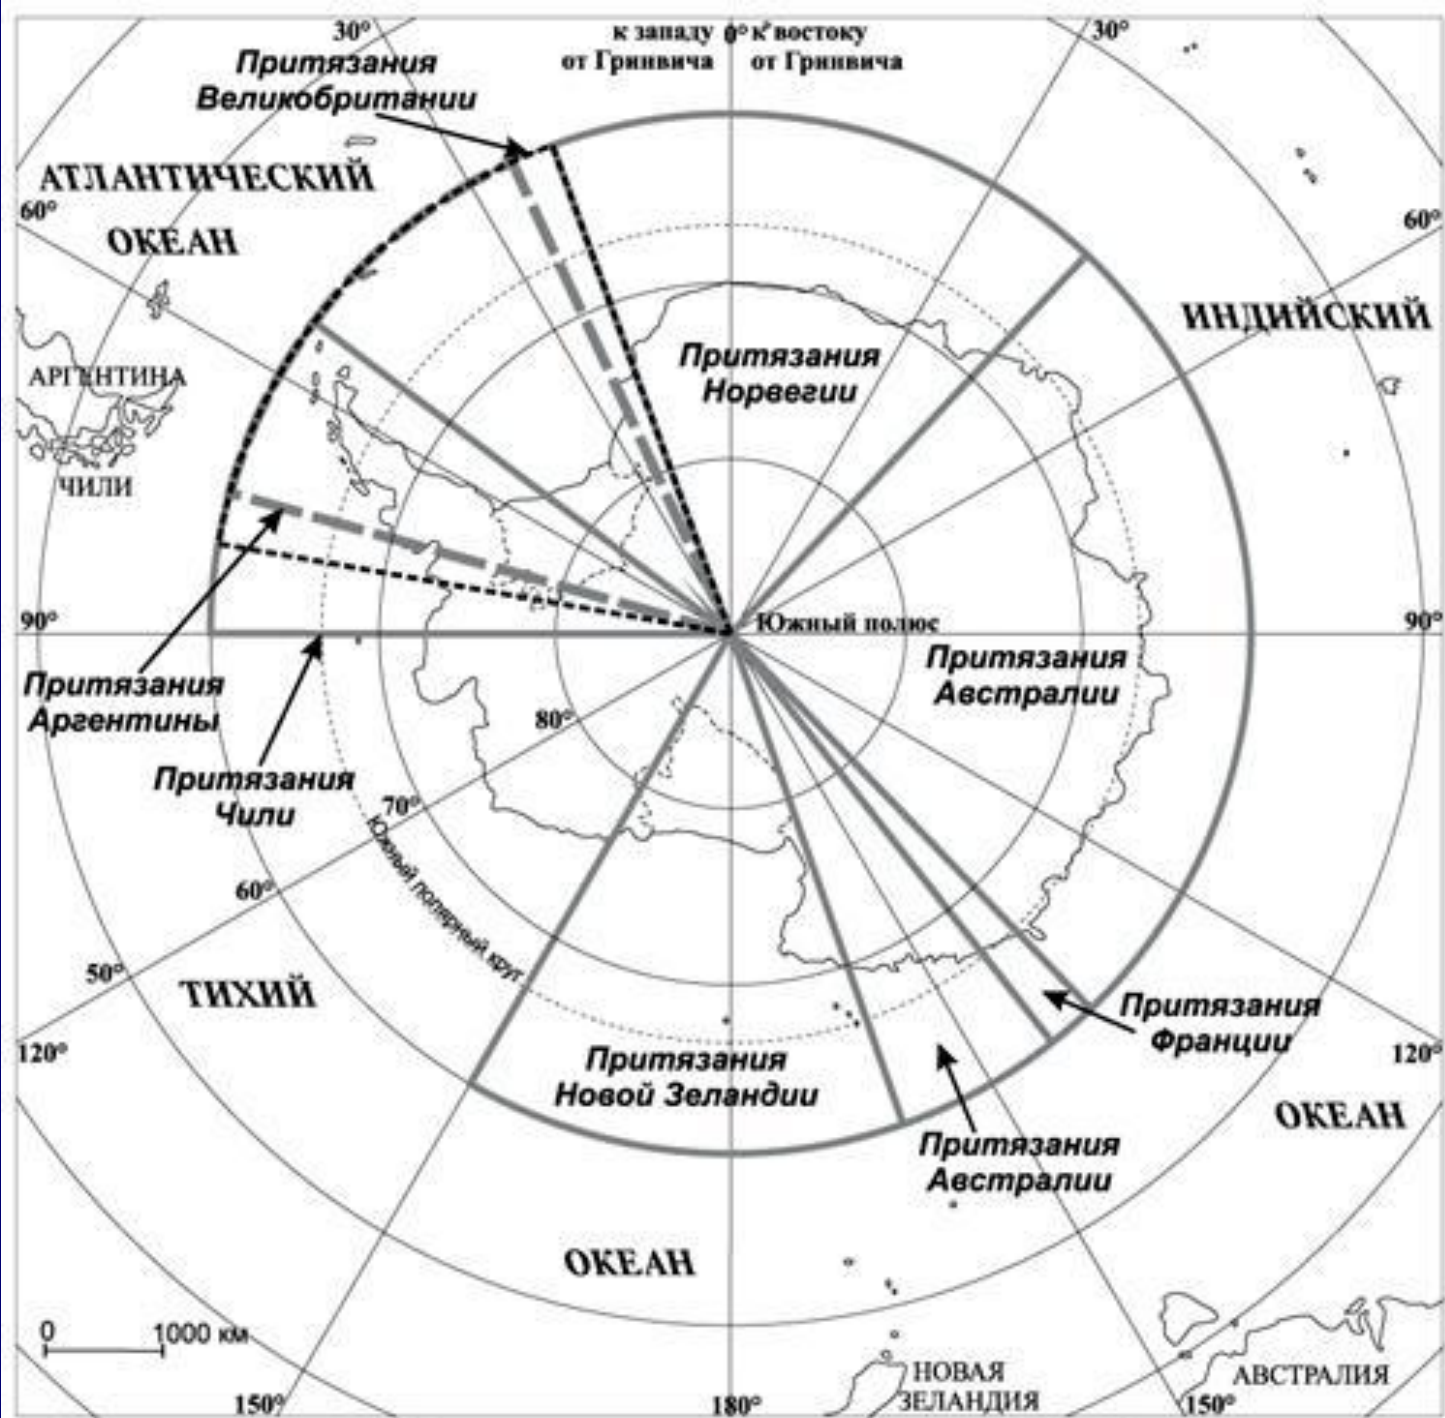 30°
к западу 0° к востоку
от Гринвича от Гринвича
30°
Притязания
Великобритании
АТЛАНТИЧЕСКИЙ
ОКЕАН
60°
60°
ИНДИЙСКИЙ
Притязания
Норвегии
АРГЕНТИНА
ЧИЛИ
90°
Южный полюс
90°
Притязания
Австралии
Притязания
Аргентины
80°
Притязания
Чили
70°
Южный полярный круг
60°
50°
ТИХИЙ
Притязания
Франции
120°
120°
Притязания
Новой Зеландии
ОКЕАН
Притязания
Австралии
ОКЕАН
0 1000 км
НОВАЯ
ЗЕЛАНДИЯ
АВСТРАЛИЯ
150°
180°
150°